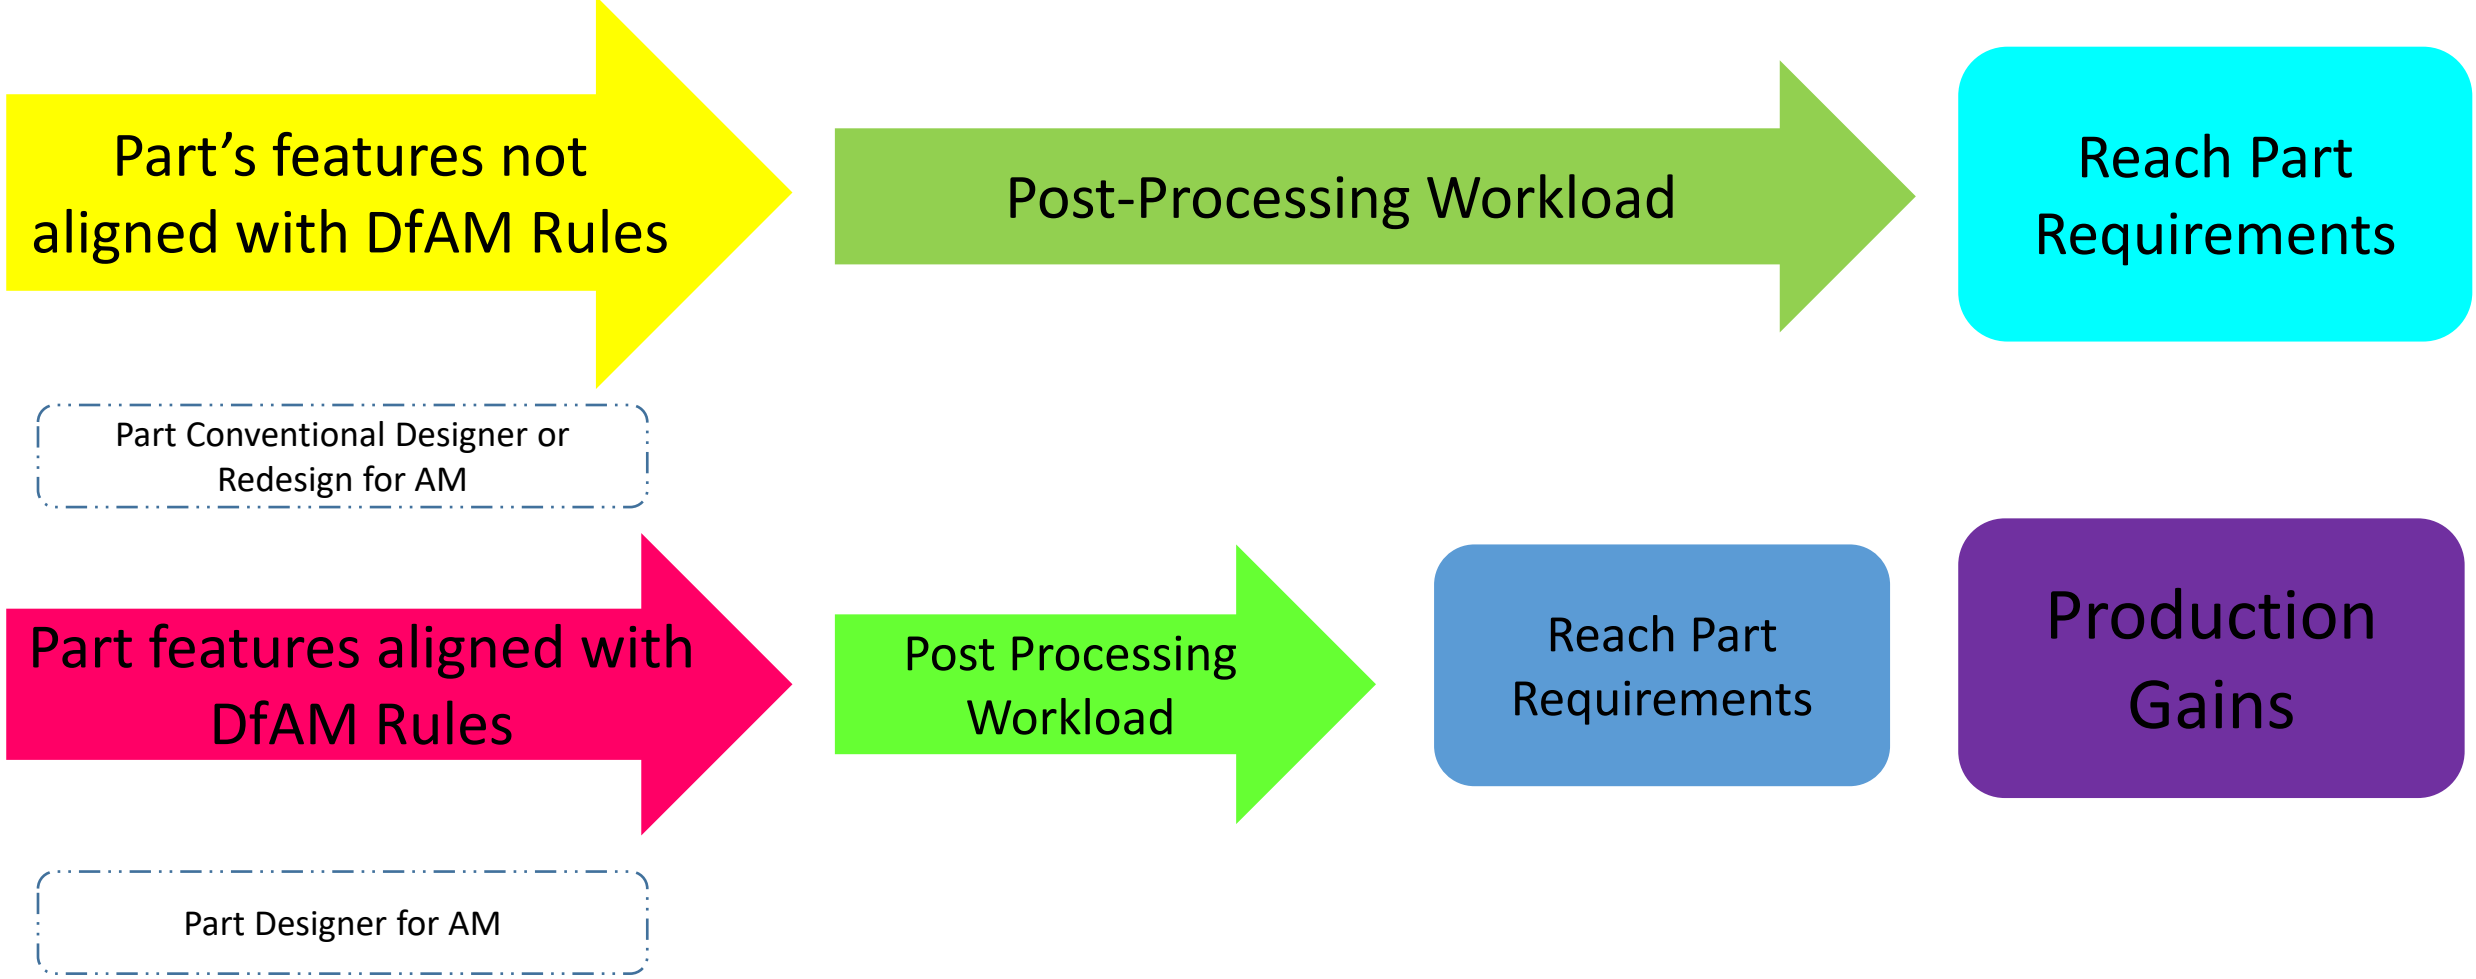 Part’s features not
aligned with DfAM Rules
Post-Processing Workload
Reach Part
Requirements
Part Conventional Designer or
Redesign for AM
Part features aligned with
DfAM Rules
Post Processing
Workload
Reach Part
Requirements
Production
Gains
Part Designer for AM